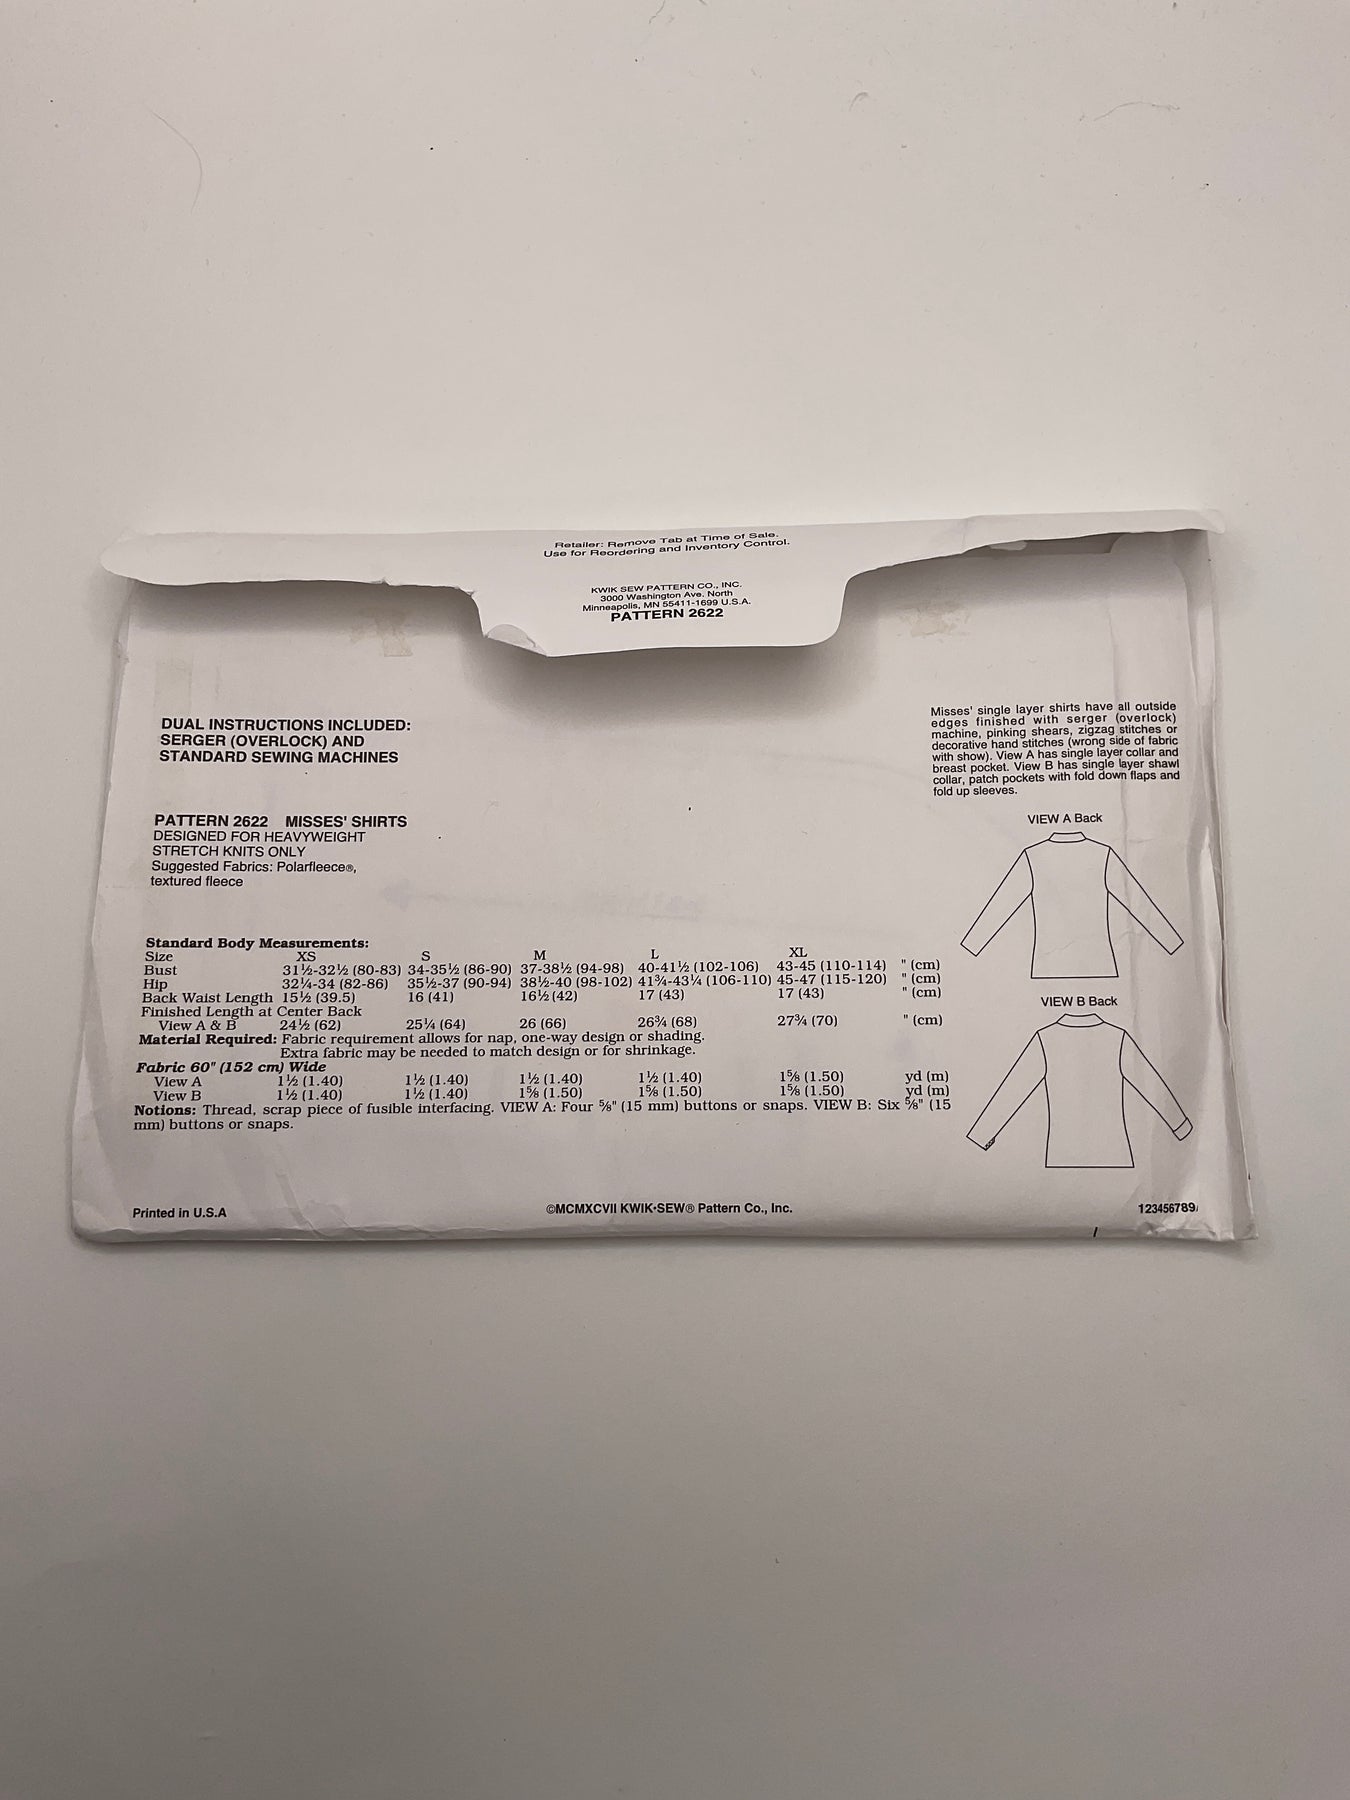 Retailer: Remove Tab at Time of Sale.
Use for Reordering and Inventory Control.
KWIK SEW PATTERN CO., INC.
3000 Washington Ave. North
Minneapolis, MN 55411-1699 U.S.A.
PATTERN 2622
DUAL INSTRUCTIONS INCLUDED:
SERGER (OVERLOCK) AND
STANDARD SEWING MACHINES
PATTERN 2622 MISSES' SHIRTS
DESIGNED FOR HEAVYWEIGHT
STRETCH KNITS ONLY
Suggested Fabrics: Polarfleece®,
textured fleece
Misses' single layer shirts have all outside
edges finished with serger (overlock)
machine, pinking shears, zigzag stitches or
decorative hand stitches (wrong side of fabric
with show). View A has single layer collar and
breast pocket. View B has single layer shawl
collar, patch pockets with fold down flaps and
fold up sleeves.
VIEW A Back
VIEW B Back
Standard Body Measurements:
Size XS S M L XL
Bust 31½-32½ (80-83) 34-35½ (86-90) 37-38½ (94-98) 40-41½ (102-106) 43-45 (110-114) " (cm)
Hip 32¼-34 (82-86) 35½-37 (90-94) 38½-40 (98-102) 41¾-43¼ (106-110) 45-47 (115-120) " (cm)
Back Waist Length 15½ (39.5) 16 (41) 16½ (42) 17 (43) 17 (43) " (cm)
Finished Length at Center Back
View A & B 24½ (62) 25¼ (64) 26 (66) 26¾ (68) 27¾ (70) " (cm)
Material Required: Fabric requirement allows for nap, one-way design or shading.
Extra fabric may be needed to match design or for shrinkage.
Fabric 60" (152 cm) Wide
View A 1½ (1.40) 1½ (1.40) 1½ (1.40) 1½ (1.40) 1⅝ (1.50) yd (m)
View B 1½ (1.40) 1½ (1.40) 1⅝ (1.50) 1⅝ (1.50) 1⅝ (1.50) yd (m)
Notions: Thread, scrap piece of fusible interfacing. VIEW A: Four ⅝" (15 mm) buttons or snaps. VIEW B: Six ⅝" (15
mm) buttons or snaps.
Printed in U.S.A
©MCMXCVII KWIK•SEW® Pattern Co., Inc.
123456789